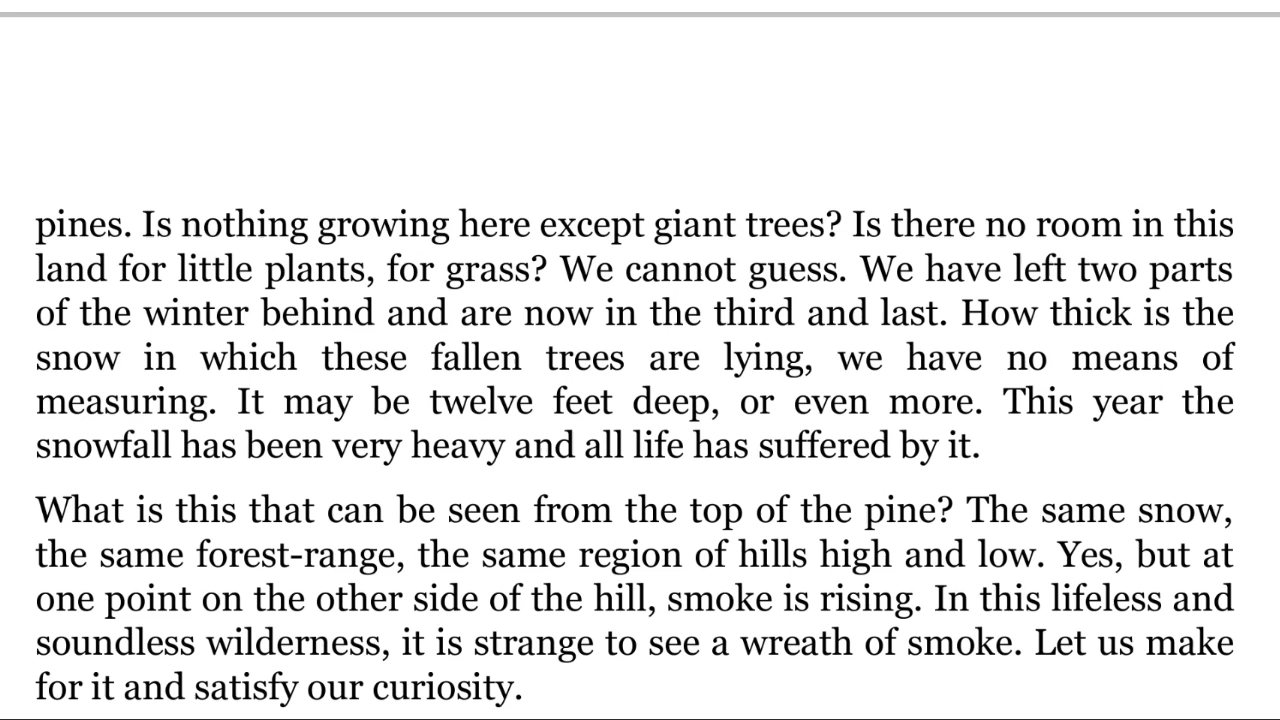 pines. Is nothing growing here except giant trees? Is there no room in this
land for little plants, for grass? We cannot guess. We have left two parts
of the winter behind and are now in the third and last. How thick is the
snow in which these fallen trees are lying, we have no means of
measuring. It may be twelve feet deep, or even more. This year the
snowfall has been very heavy and all life has suffered by it.
What is this that can be seen from the top of the pine? The same snow,
the same forest-range, the same region of hills high and low. Yes, but at
one point on the other side of the hill, smoke is rising. In this lifeless and
soundless wilderness, it is strange to see a wreath of smoke. Let us make
for it and satisfy our curiosity.